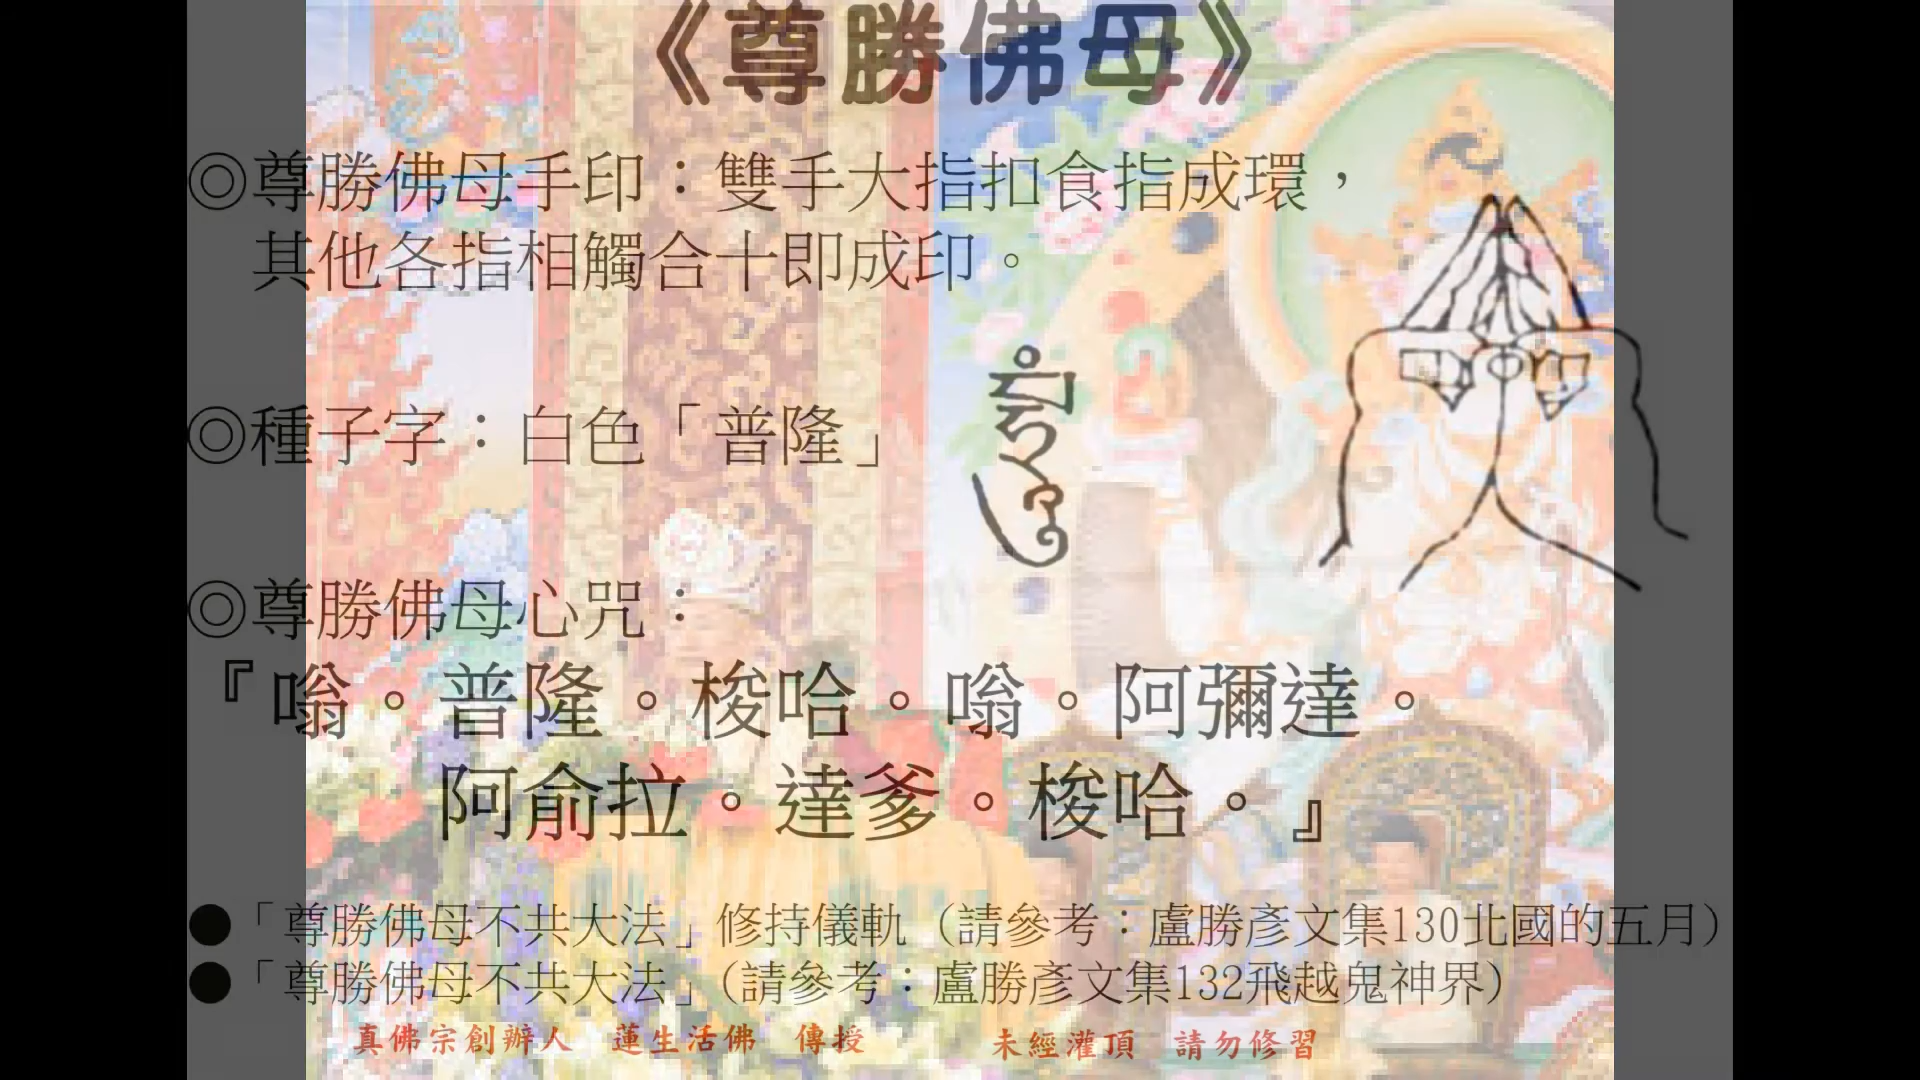 《尊勝佛母》
◎尊勝佛母手印：雙手大指扣食指成環，
其他各指相觸合十即成印。
◎種子字：白色「普隆」
◎尊勝佛母心咒：
『嗡。普隆。梭哈。嗡。阿彌達。
阿俞拉。達爹。梭哈。』
●「尊勝佛母不共大法」修持儀軌（請參考：盧勝彥文集130北國的五月）
●「尊勝佛母不共大法」（請參考：盧勝彥文集132飛越鬼神界）
真佛宗創辦人　蓮生活佛　傳授　　未經灌頂　請勿修習